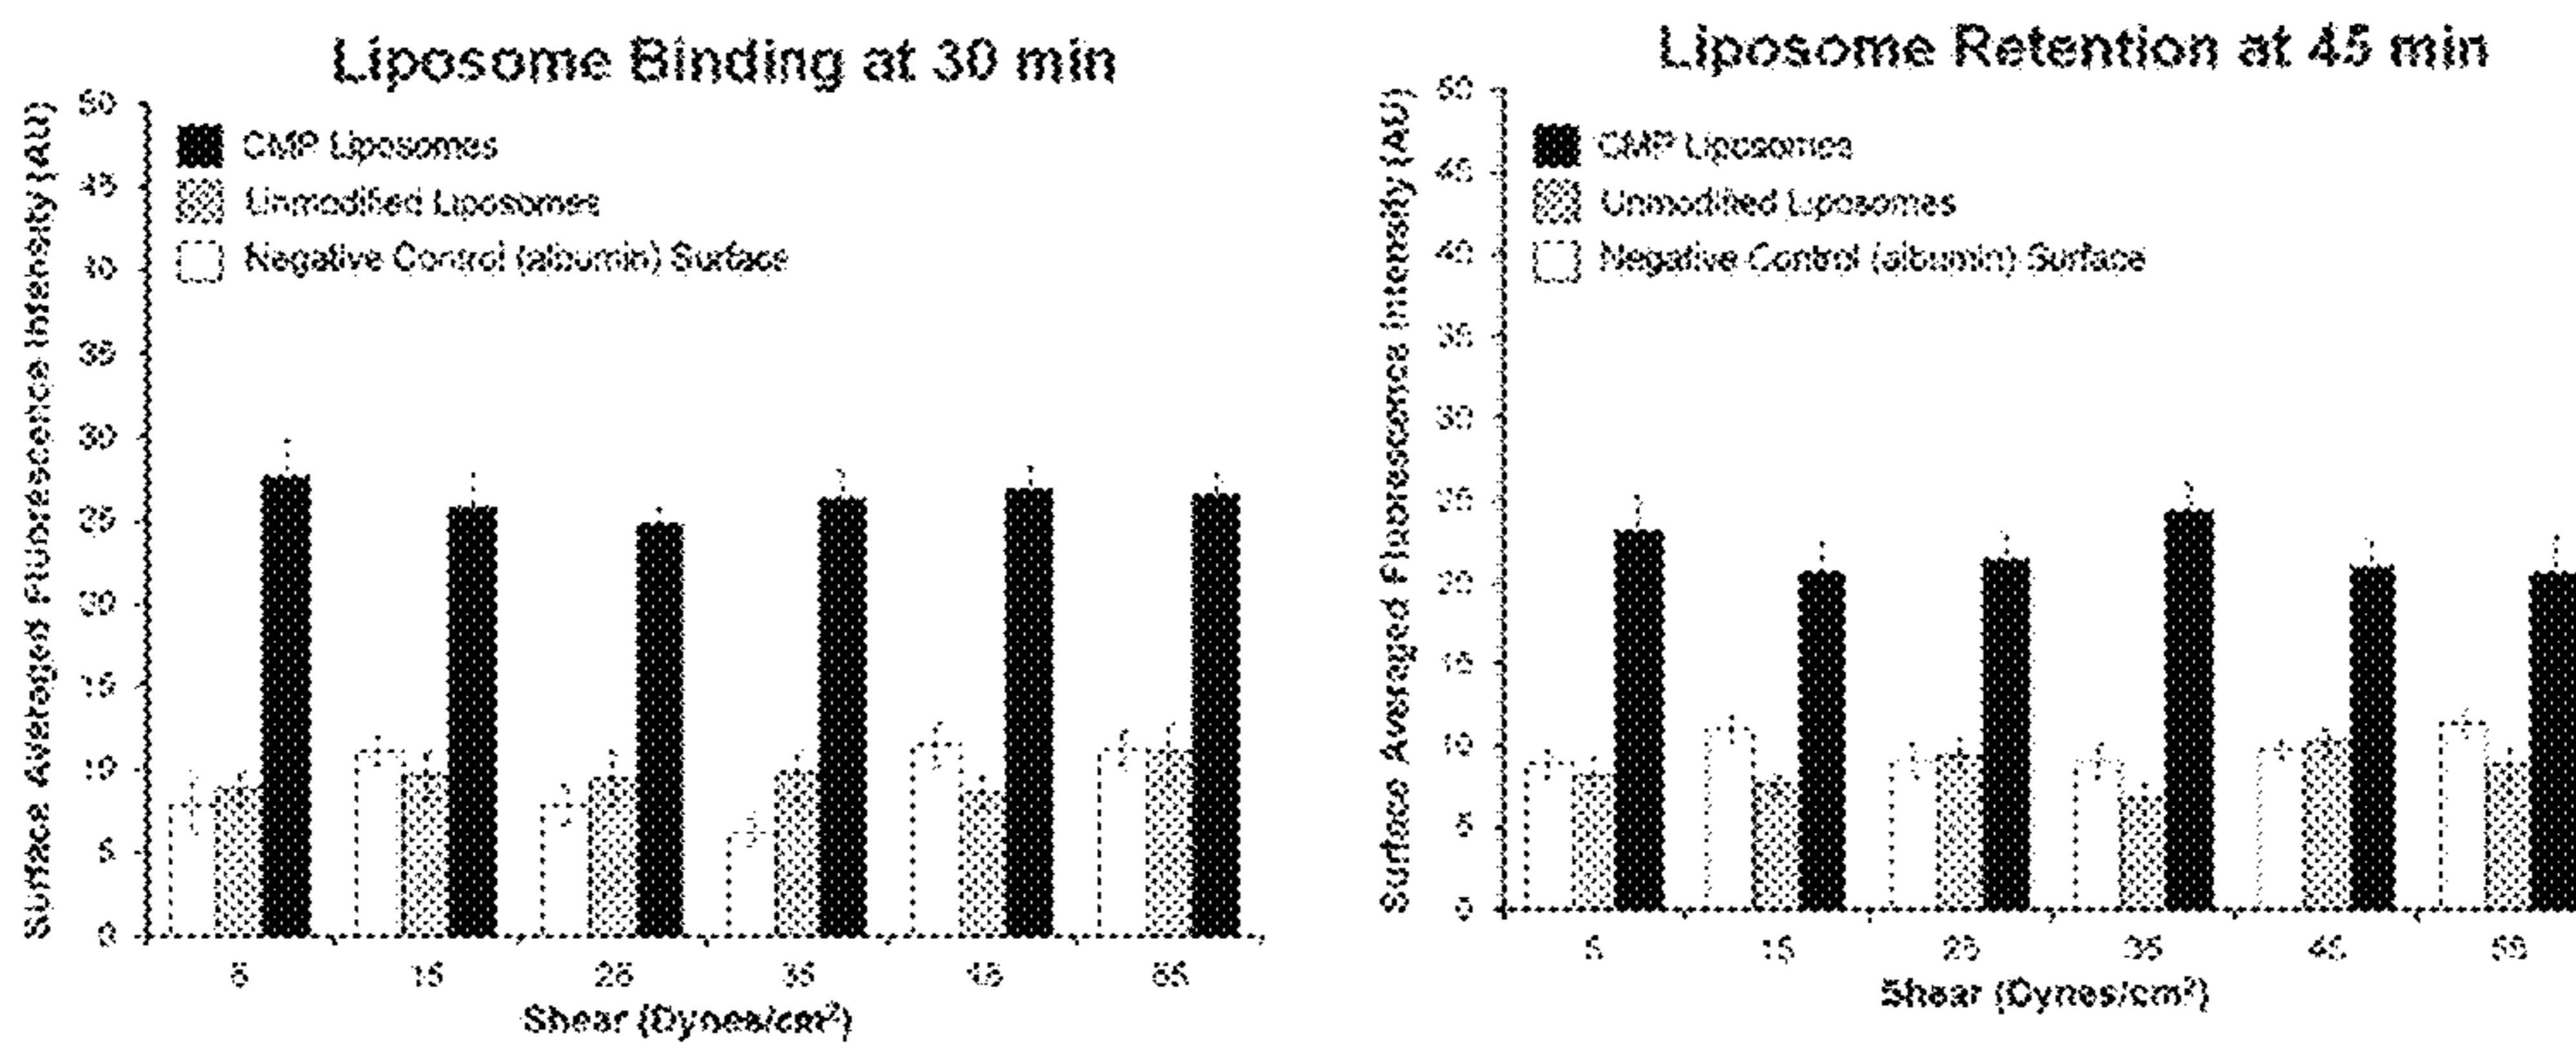 Liposome Binding at 30 min
Surface Averaged Fluorescence Intensity (AU)
50
45
40
35
30
25
20
15
10
5
0
CMP Liposomes
Unmodified Liposomes
Negative Control (albumin) Surface
5 15 25 35 45 55
Shear (Dynes/cm²)
Liposome Retention at 45 min
Surface Averaged Fluorescence Intensity (AU)
50
45
40
35
30
25
20
15
10
5
0
CMP Liposomes
Unmodified Liposomes
Negative Control (albumin) Surface
5 15 25 35 45 55
Shear (Dynes/cm²)